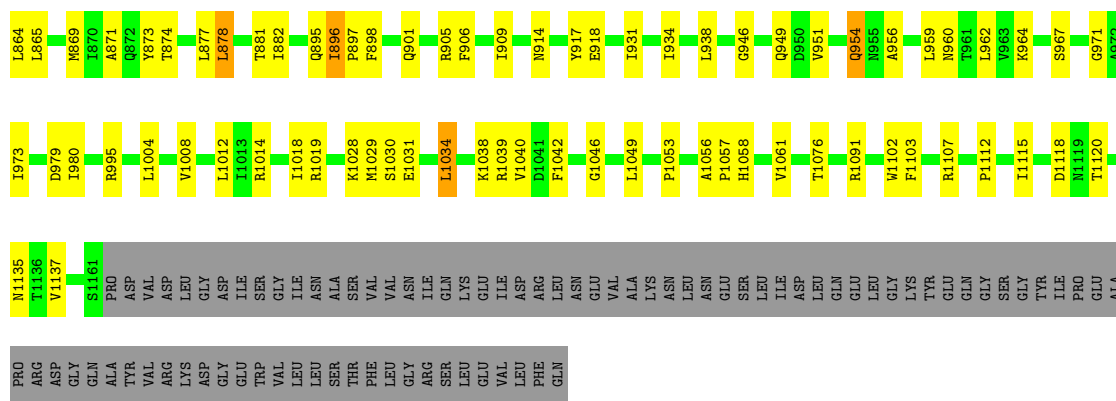 L864 L865 M869 I870 A871 Q872 Y873 T874 L877 L878 T881 I882 Q895 I896 P897 F898 Q901 R905 F906 I909 N914 Y917 E918 I931 I934 L938 G946 Q949 D950 V951 Q954 N955 A956 L959 N960 T961 L962 V963 K964 S967 G971 A972
I973 D979 I980 R995 L1004 V1008 L1012 I1013 R1014 I1018 R1019 K1028 M1029 S1030 E1031 L1034 K1038 R1039 V1040 D1041 F1042 G1046 L1049 P1053 A1056 P1057 H1058 V1061 T1076 R1091 W1102 F1103 R1107 P1112 I1115 D1118 N1119 T1120
N1135 T1136 V1137 S1161 PRO ASP VAL ASP LEU GLY ASP ILE SER GLY ILE ASN ALA SER VAL VAL ASN ILE GLN LYS GLU ILE ASP ARG LEU ASN GLU VAL ALA LYS ASN LEU ASN GLU SER LEU ILE ASP LEU GLN GLU LEU GLY LYS TYR GLU GLN GLY SER GLY TYR ILE PRO GLU ALA
PRO ARG ASP GLY GLN ALA TYR VAL ARG LYS ASP GLY GLU TRP VAL LEU LEU SER THR PHE LEU GLY ARG SER LEU GLU VAL LEU PHE GLN